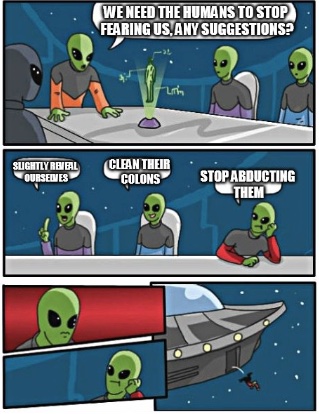 WE NEED THE HUMANS TO STOP
FEARING US, ANY SUGGESTIONS?
SLIGHTLY REVEAL
OURSELVES
CLEAN THEIR
COLONS
STOP ABDUCTING
THEM